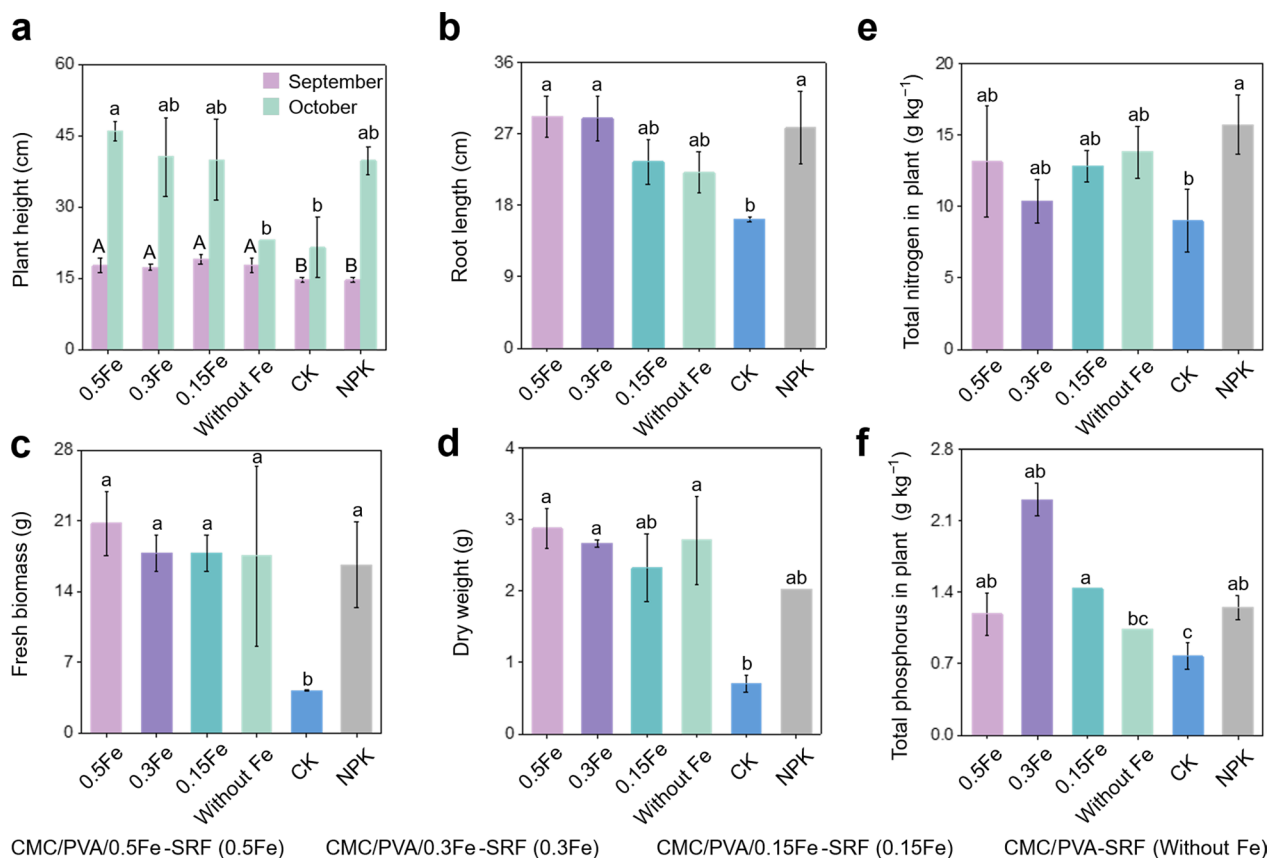 a
Plant height (cm)
60
45
30
15
0
September
October
a ab ab b b ab
A A A A B B
0.5Fe 0.3Fe 0.15Fe Without Fe CK NPK
b
Root length (cm)
36
27
18
9
0
a a ab ab b a
0.5Fe 0.3Fe 0.15Fe Without Fe CK NPK
e
Total nitrogen in plant (g kg⁻¹)
20
15
10
5
0
ab ab ab ab b a
0.5Fe 0.3Fe 0.15Fe Without Fe CK NPK
c
Fresh biomass (g)
28
21
14
7
0
a a a a b a
0.5Fe 0.3Fe 0.15Fe Without Fe CK NPK
d
Dry weight (g)
4
3
2
1
0
a a ab a b ab
0.5Fe 0.3Fe 0.15Fe Without Fe CK NPK
f
Total phosphorus in plant (g kg⁻¹)
2.8
2.1
1.4
0.7
0.0
ab ab a bc c ab
0.5Fe 0.3Fe 0.15Fe Without Fe CK NPK
CMC/PVA/0.5Fe-SRF (0.5Fe) CMC/PVA/0.3Fe-SRF (0.3Fe) CMC/PVA/0.15Fe-SRF (0.15Fe) CMC/PVA-SRF (Without Fe)